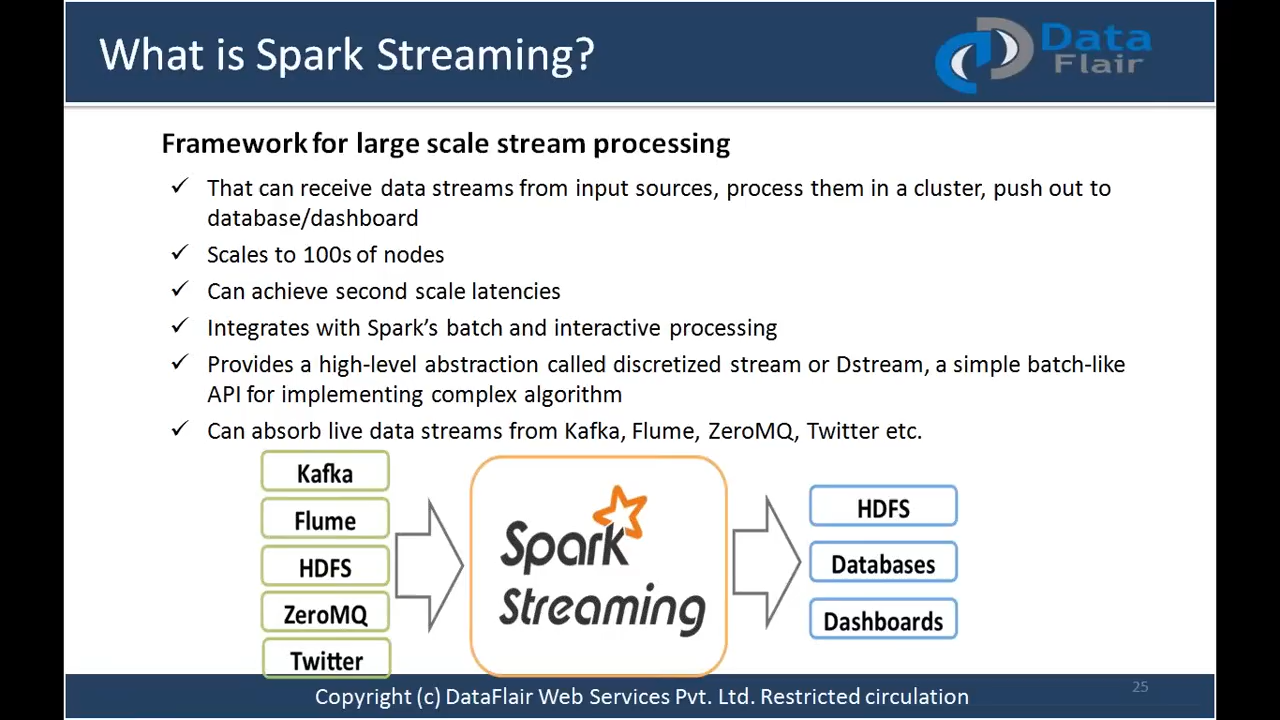 What is Spark Streaming?
Data
Flair
Framework for large scale stream processing
✓ That can receive data streams from input sources, process them in a cluster, push out to
database/dashboard
✓ Scales to 100s of nodes
✓ Can achieve second scale latencies
✓ Integrates with Spark's batch and interactive processing
✓ Provides a high-level abstraction called discretized stream or Dstream, a simple batch-like
API for implementing complex algorithm
✓ Can absorb live data streams from Kafka, Flume, ZeroMQ, Twitter etc.
Kafka
Flume
HDFS
ZeroMQ
Twitter
Spark
Streaming
HDFS
Databases
Dashboards
Copyright (c) DataFlair Web Services Pvt. Ltd. Restricted circulation
25